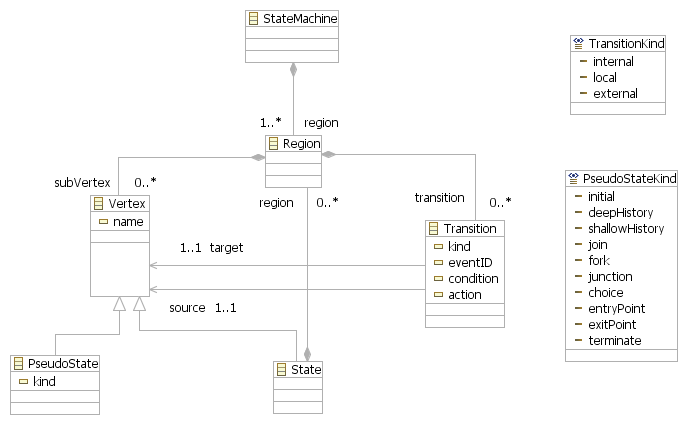 StateMachine
1..* region
Region
subVertex 0..*
region 0..*
transition 0..*
Vertex
name
1..1 target
source 1..1
Transition
kind
eventID
condition
action
PseudoState
kind
State
TransitionKind
internal
local
external
PseudoStateKind
initial
deepHistory
shallowHistory
join
fork
junction
choice
entryPoint
exitPoint
terminate